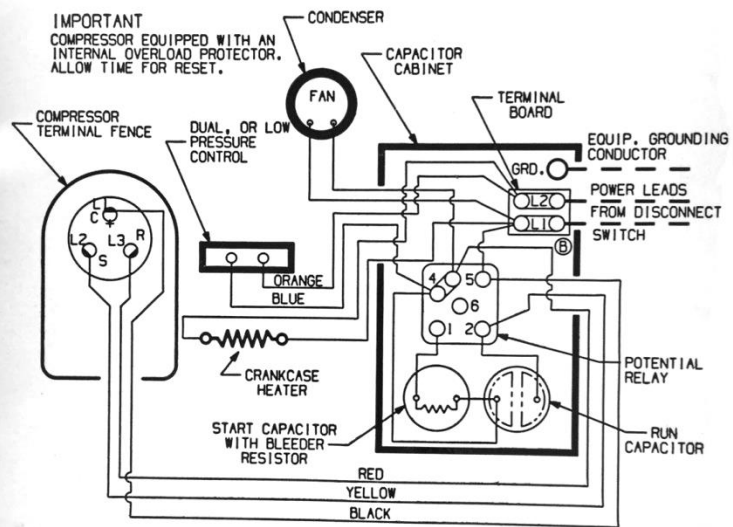 IMPORTANT
COMPRESSOR EQUIPPED WITH AN
INTERNAL OVERLOAD PROTECTOR.
ALLOW TIME FOR RESET.
CONDENSER
FAN
CAPACITOR
CABINET
COMPRESSOR
TERMINAL FENCE
DUAL, OR LOW
PRESSURE
CONTROL
TERMINAL
BOARD
EQUIP. GROUNDING
CONDUCTOR
GRD.
POWER LEADS
FROM DISCONNECT
SWITCH
L2
L1
B
L1
C
L2
S
L3
R
ORANGE
BLUE
4
5
6
1
2
CRANKCASE
HEATER
POTENTIAL
RELAY
START CAPACITOR
WITH BLEEDER
RESISTOR
RUN
CAPACITOR
RED
YELLOW
BLACK